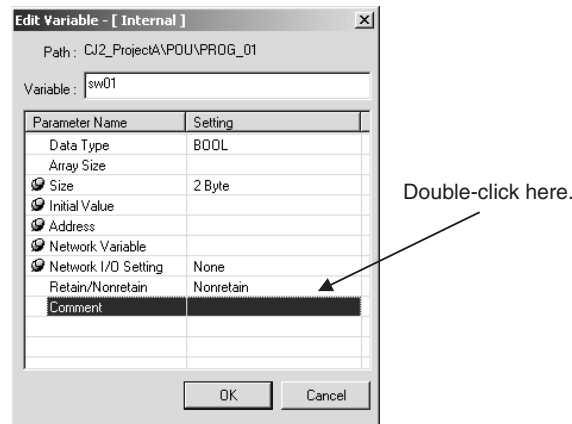 Edit Variable - [ Internal ]
Path : CJ2_ProjectA\POU\PROG_01
Variable : sw01
Parameter Name Setting
Data Type BOOL
Array Size
Size 2 Byte
Initial Value
Address
Network Variable
Network I/O Setting None
Retain/Nonretain Nonretain
Comment
OK Cancel
Double-click here.